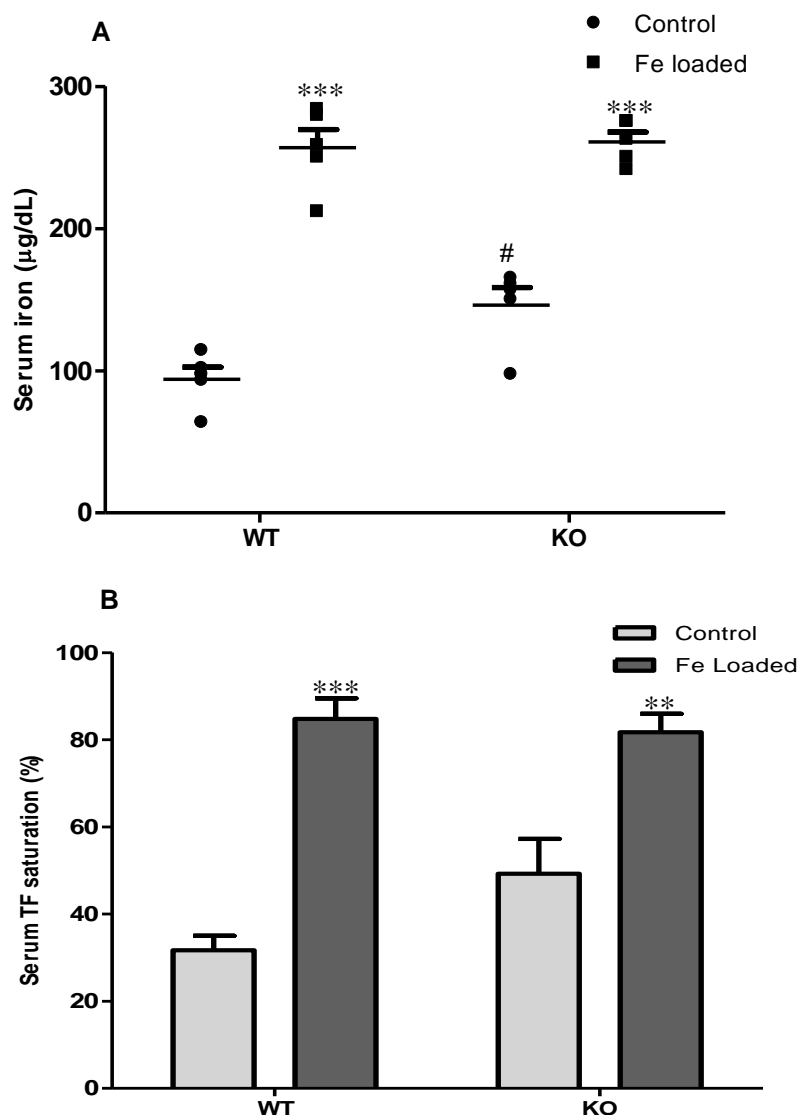 A
Control
Fe loaded
300
***
***
200
#
100
0
Serum iron (µg/dL)
WT
KO
B
Control
Fe Loaded
100
***
**
80
60
40
20
0
Serum TF saturation (%)
WT
KO